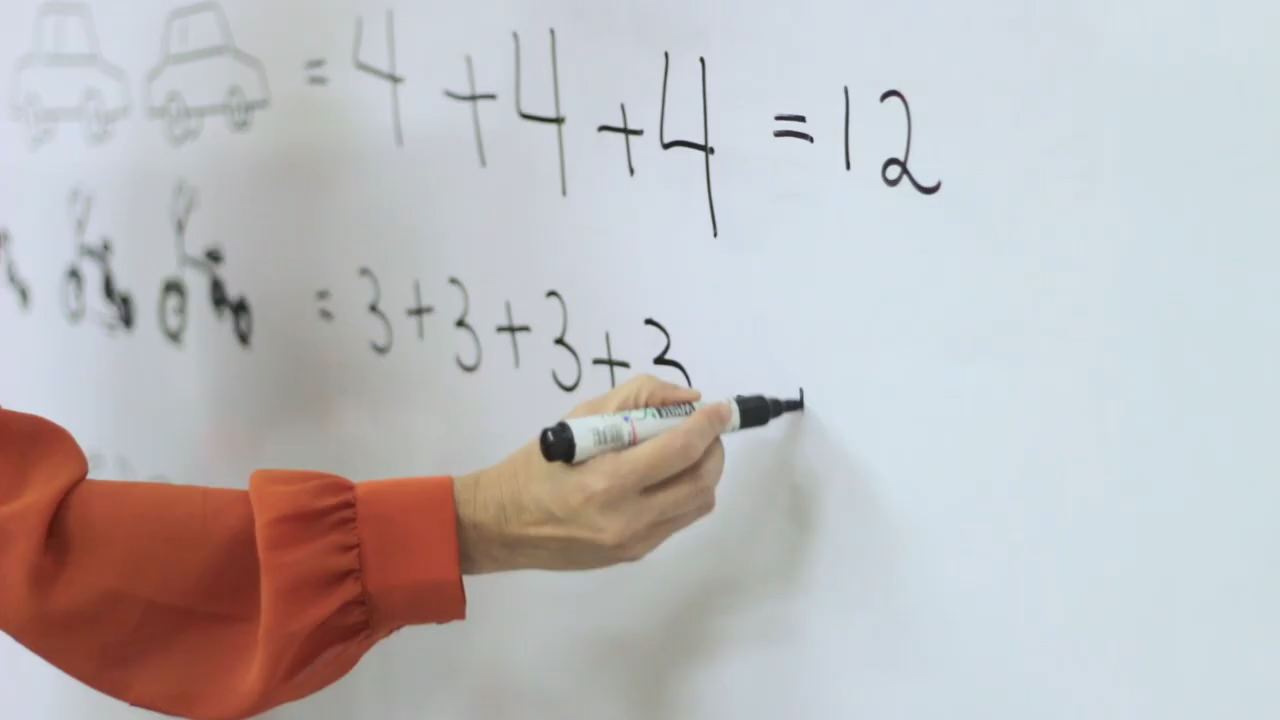 = 4 + 4 + 4 = 12
= 3 + 3 + 3 + 3